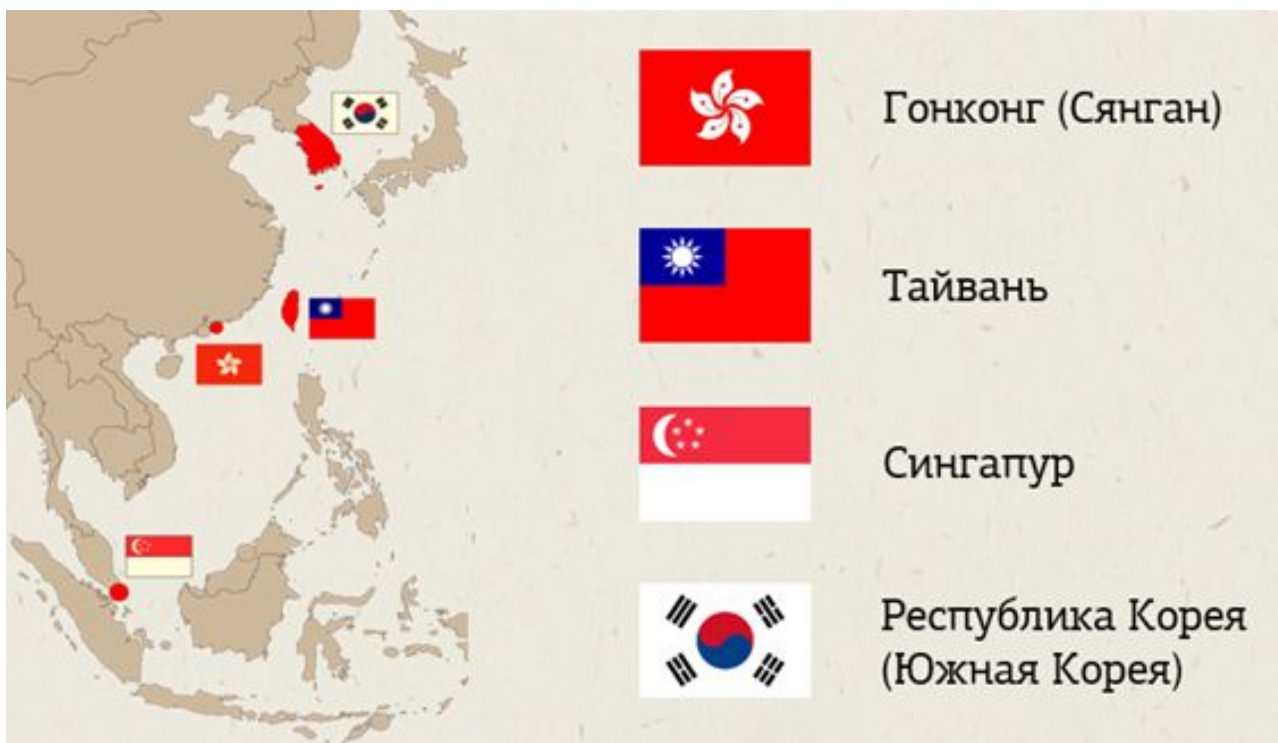 Гонконг (Сянган)
Тайвань
Сингапур
Республика Корея
(Южная Корея)